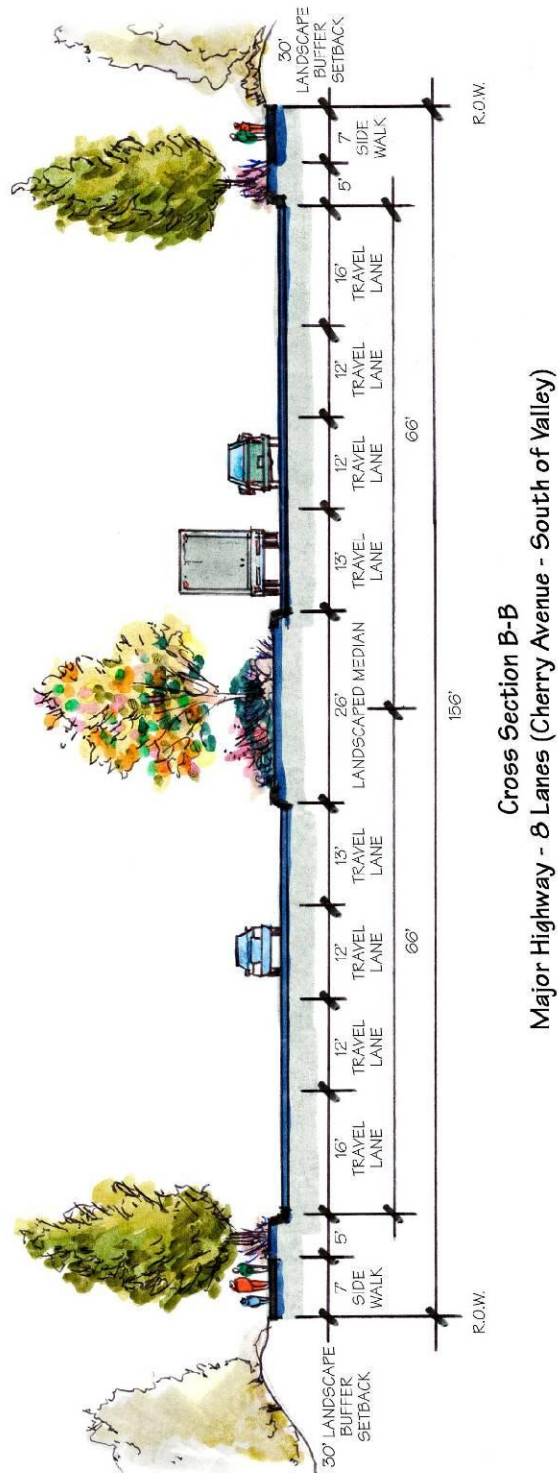 30' LANDSCAPE
BUFFER
SETBACK
7'
SIDE
WALK
5'
16'
TRAVEL
LANE
12'
TRAVEL
LANE
12'
TRAVEL
LANE
13'
TRAVEL
LANE
26'
LANDSCAPED MEDIAN
13'
TRAVEL
LANE
12'
TRAVEL
LANE
12'
TRAVEL
LANE
16'
TRAVEL
LANE
5'
7'
SIDE
WALK
30'
LANDSCAPE
BUFFER
SETBACK
66'
66'
156'
R.O.W.
R.O.W.
Cross Section B-B
Major Highway - 8 Lanes (Cherry Avenue - South of Valley)